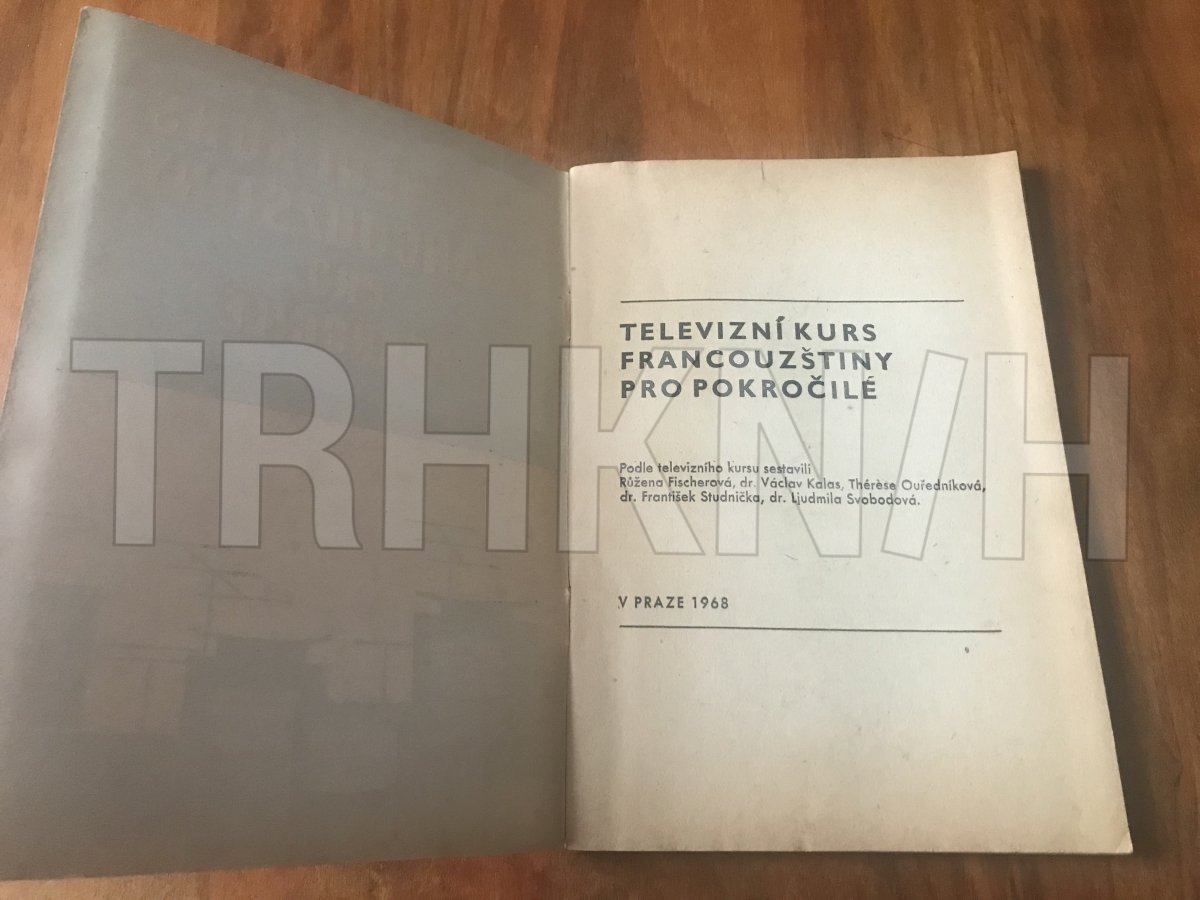 TELEVIZNÍ KURS
FRANCOUZŠTINY
PRO POKROČILÉ
Podle televizního kursu sestavili
Růžena Fischerová, dr. Václav Kalas, Thérèse Ouředníková,
dr. František Studnička, dr. Ljudmila Svobodová.
V PRAZE 1968
TRHKNIH